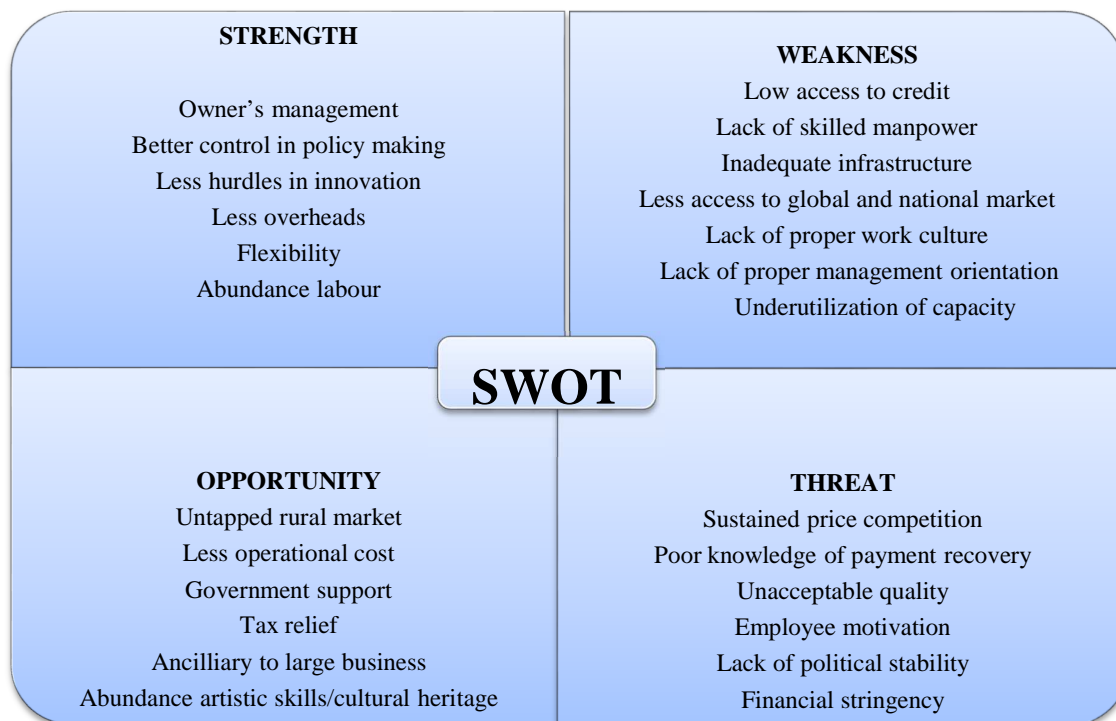 STRENGTH
Owner’s management
Better control in policy making
Less hurdles in innovation
Less overheads
Flexibility
Abundance labour
WEAKNESS
Low access to credit
Lack of skilled manpower
Inadequate infrastructure
Less access to global and national market
Lack of proper work culture
Lack of proper management orientation
Underutilization of capacity
SWOT
OPPORTUNITY
Untapped rural market
Less operational cost
Government support
Tax relief
Ancilliary to large business
Abundance artistic skills/cultural heritage
THREAT
Sustained price competition
Poor knowledge of payment recovery
Unacceptable quality
Employee motivation
Lack of political stability
Financial stringency